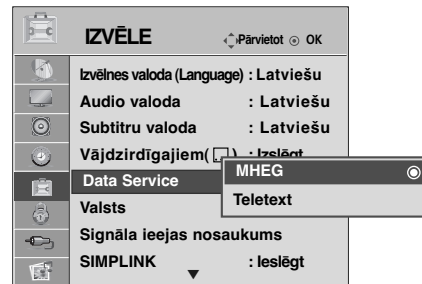 IZVĒLE Pārvietot OK
Izvēlnes valoda (Language) : Latviešu
Audio valoda : Latviešu
Subtitru valoda : Latviešu
Vājdzirdīgajiem( ) : Izslēgt
Data Service MHEG
Teletext
Valsts
Signāla ieejas nosaukums
SIMPLINK : Ieslēgt